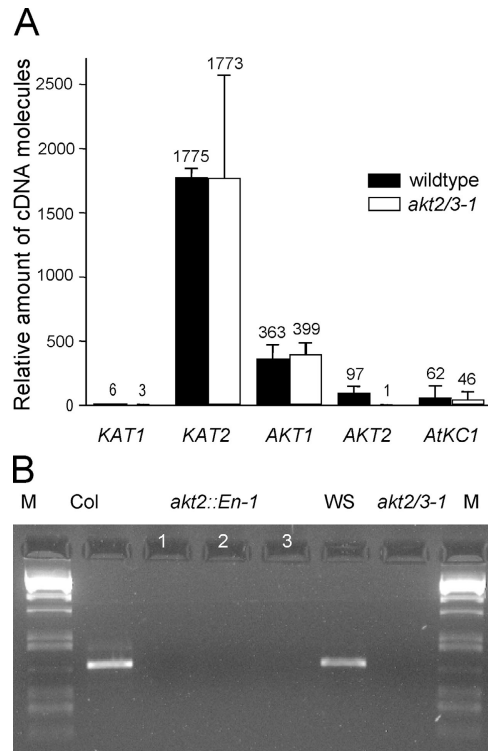 A
Relative amount of cDNA molecules
2500
2000
1500
1000
500
0
1775
1773
363
399
97
1
62
46
6
3
wildtype
akt2/3-1
KAT1 KAT2 AKT1 AKT2 AtKC1
B
M Col akt2::En-1 WS akt2/3-1 M
1 2 3